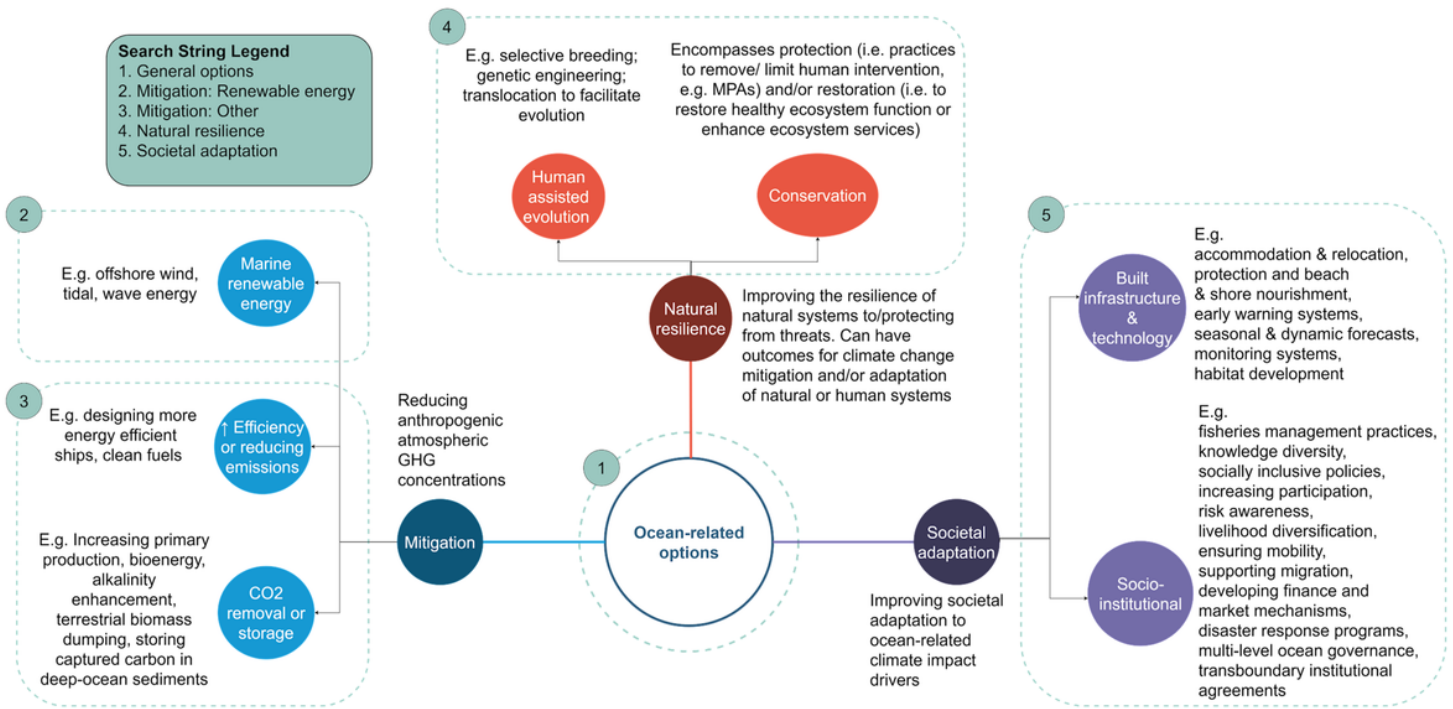 Search String Legend
1. General options
2. Mitigation: Renewable energy
3. Mitigation: Other
4. Natural resilience
5. Societal adaptation
4
E.g. selective breeding;
genetic engineering;
translocation to facilitate
evolution
Encompasses protection (i.e. practices
to remove/ limit human intervention,
e.g. MPAs) and/or restoration (i.e. to
restore healthy ecosystem function or
enhance ecosystem services)
Human
assisted
evolution
Conservation
2
E.g. offshore wind,
tidal, wave energy
Marine
renewable
energy
Natural
resilience
Improving the resilience of
natural systems to/protecting
from threats. Can have
outcomes for climate change
mitigation and/or adaptation
of natural or human systems
3
E.g. designing more
energy efficient
ships, clean fuels
↑ Efficiency
or reducing
emissions
E.g. Increasing primary
production, bioenergy,
alkalinity
enhancement,
terrestrial biomass
dumping, storing
captured carbon in
deep-ocean sediments
CO2
removal or
storage
Reducing
anthropogenic
atmospheric
GHG
concentrations
Mitigation
1
Ocean-related
options
Societal
adaptation
Improving societal
adaptation to
ocean-related
climate impact
drivers
5
Built
infrastructure
&
technology
E.g.
accommodation & relocation,
protection and beach
& shore nourishment,
early warning systems,
seasonal & dynamic forecasts,
monitoring systems,
habitat development
Socio-
institutional
E.g.
fisheries management practices,
knowledge diversity,
socially inclusive policies,
increasing participation,
risk awareness,
livelihood diversification,
ensuring mobility,
supporting migration,
developing finance and
market mechanisms,
disaster response programs,
multi-level ocean governance,
transboundary institutional
agreements